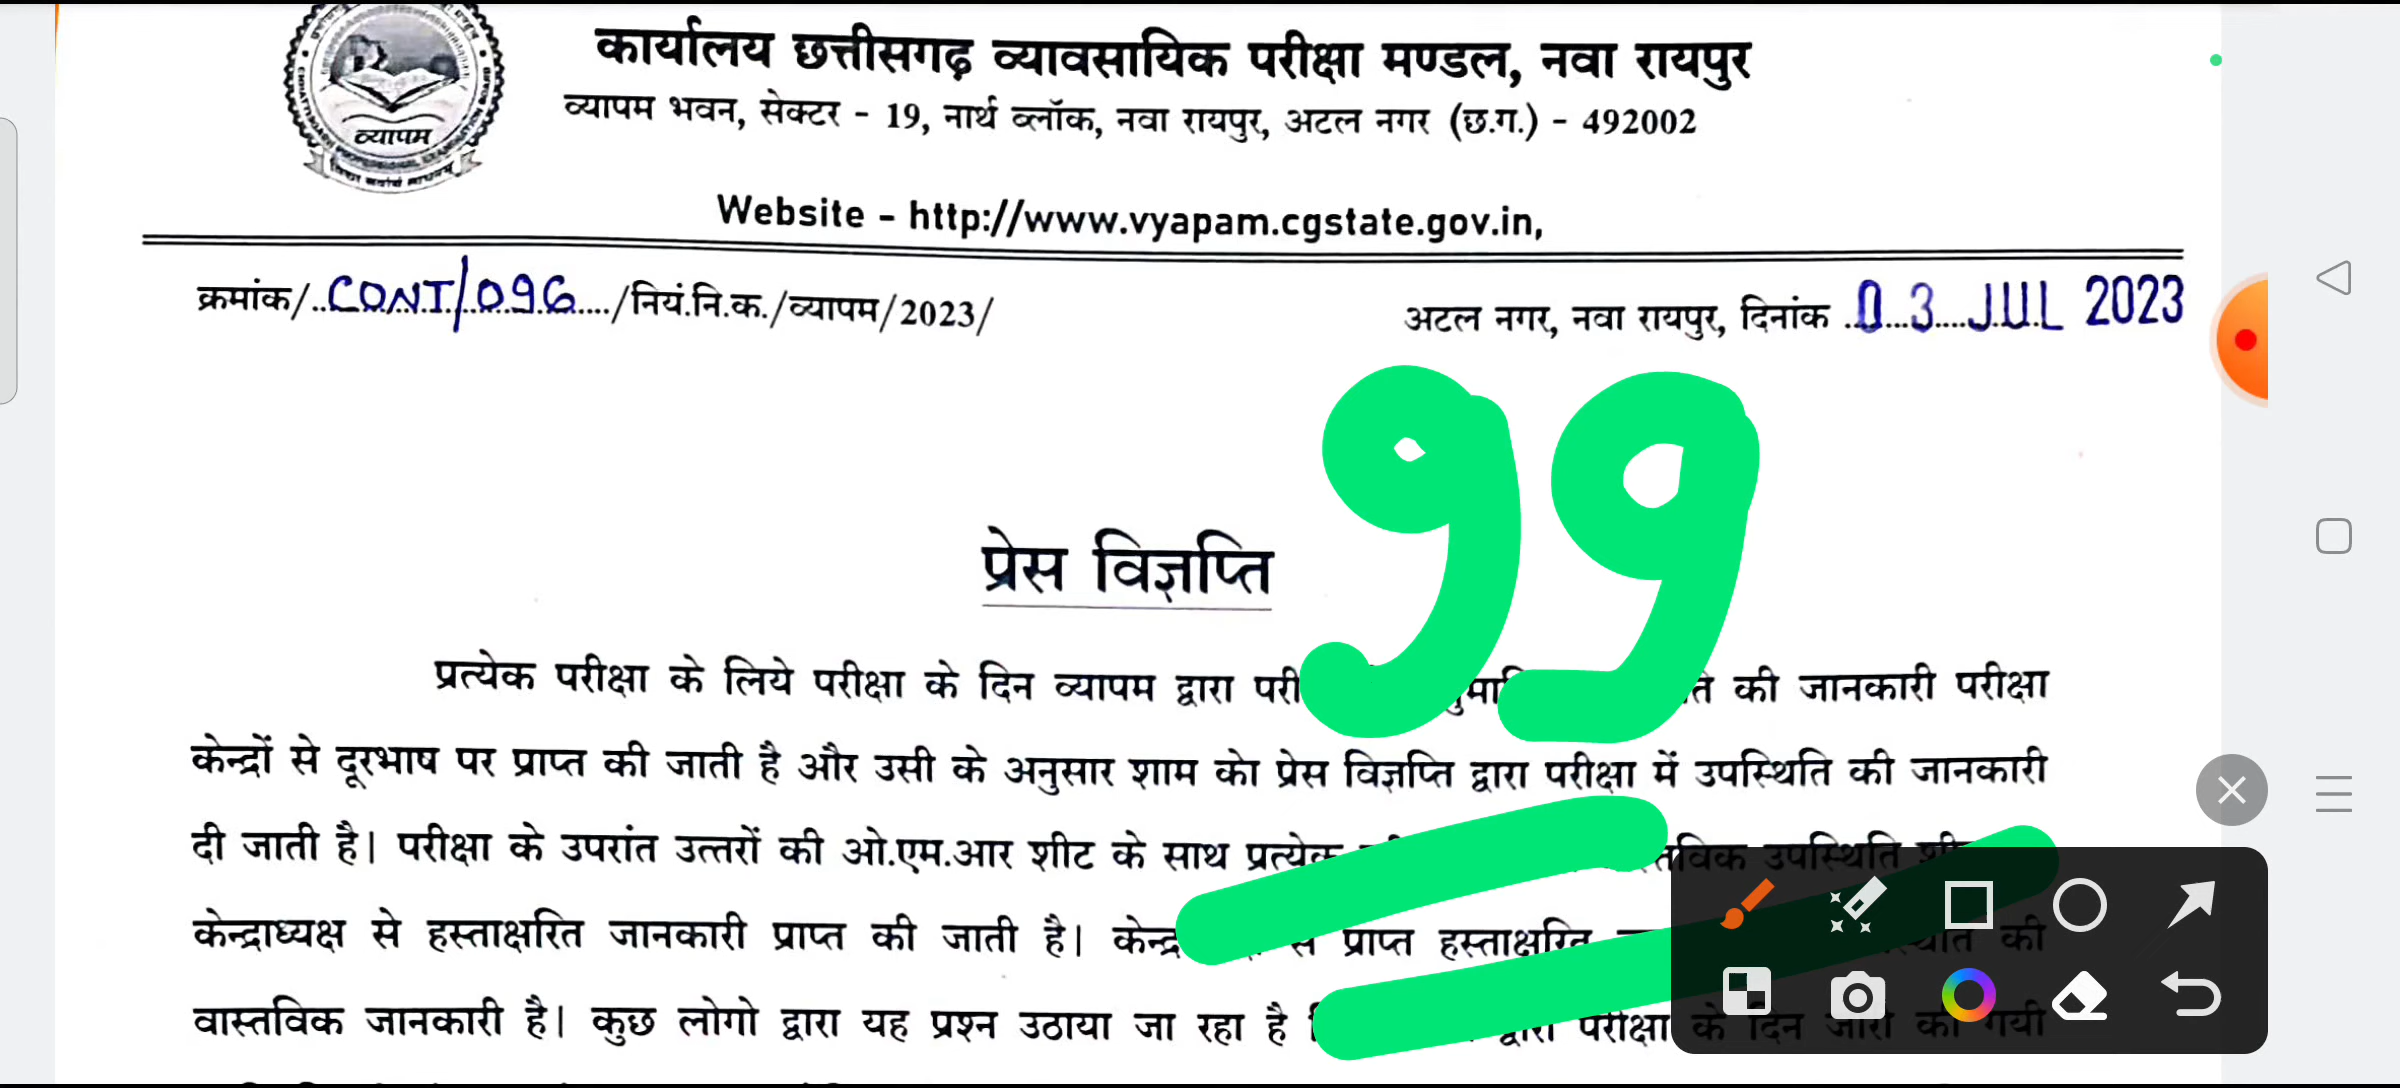 व्यापम
कार्यालय छत्तीसगढ़ व्यावसायिक परीक्षा मण्डल, नवा रायपुर
व्यापम भवन, सेक्टर - 19, नार्थ ब्लॉक, नवा रायपुर, अटल नगर (छ.ग.) - 492002
Website - http://www.vyapam.cgstate.gov.in,
क्रमांक/..CONT/096..../नियं.नि.क./व्यापम/2023/
अटल नगर, नवा रायपुर, दिनांक 03 JUL 2023
99
प्रेस विज्ञप्ति
प्रत्येक परीक्षा के लिये परीक्षा के दिन व्यापम द्वारा की जानकारी परीक्षा
केन्द्रों से दूरभाष पर प्राप्त की जाती है और उसी के अनुसार शाम को प्रेस विज्ञप्ति द्वारा परीक्षा में उपस्थिति की जानकारी
दी जाती है। परीक्षा के उपरांत उत्तरों की ओ.एम.आर शीट के साथ प्रत्येक उपस्थिति
केन्द्राध्यक्ष से हस्ताक्षरित जानकारी प्राप्त की जाती है। केन्द्र से प्राप्त हस्ताक्षरित की
वास्तविक जानकारी है। कुछ लोगो द्वारा यह प्रश्न उठाया जा रहा है द्वारा परीक्षा के दिन जारी की गयी